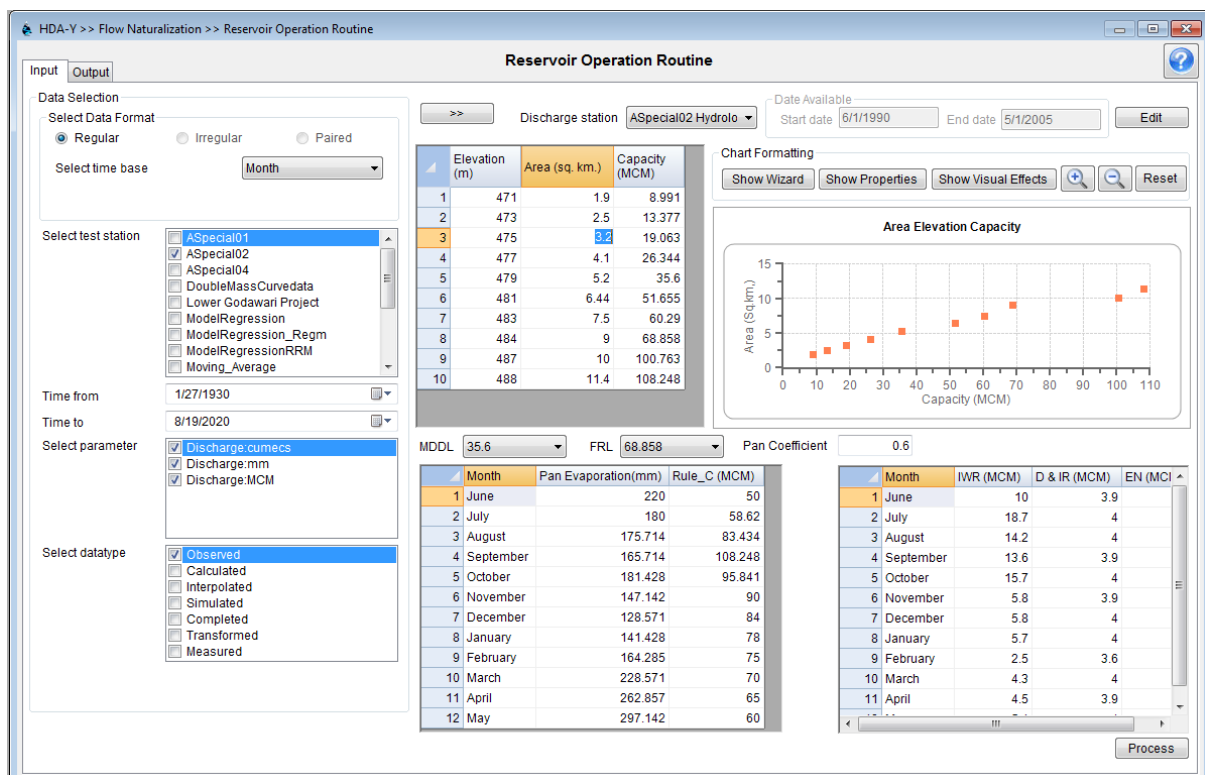 HDA-Y >> Flow Naturalization >> Reservoir Operation Routine
Reservoir Operation Routine
Input Output
Data Selection
Select Data Format
Regular Irregular Paired
Select time base Month
Select test station
ASpecial01
ASpecial02
ASpecial04
DoubleMassCurvedata
Lower Godawari Project
ModelRegression
ModelRegression_Regm
ModelRegressionRRM
Moving_Average
Time from 1/27/1930
Time to 8/19/2020
Select parameter
Discharge:cumecs
Discharge:mm
Discharge:MCM
Select datatype
Observed
Calculated
Interpolated
Simulated
Completed
Transformed
Measured
>> Discharge station ASpecial02 Hydrolo
Date Available
Start date 6/1/1990 End date 5/1/2005 Edit
Elevation (m) Area (sq. km.) Capacity (MCM)
1 471 1.9 8.991
2 473 2.5 13.377
3 475 3.2 19.063
4 477 4.1 26.344
5 479 5.2 35.6
6 481 6.44 51.655
7 483 7.5 60.29
8 484 9 68.858
9 487 10 100.763
10 488 11.4 108.248
Chart Formatting
Show Wizard Show Properties Show Visual Effects Reset
Area Elevation Capacity
Area (Sq.km,)
15
10
5
0
0 10 20 30 40 50 60 70 80 90 100 110
Capacity (MCM)
MDDL 35.6 FRL 68.858 Pan Coefficient 0.6
Month Pan Evaporation(mm) Rule_C (MCM)
1 June 220 50
2 July 180 58.62
3 August 175.714 83.434
4 September 165.714 108.248
5 October 181.428 95.841
6 November 147.142 90
7 December 128.571 84
8 January 141.428 78
9 February 164.285 75
10 March 228.571 70
11 April 262.857 65
12 May 297.142 60
Month IWR (MCM) D & IR (MCM) EN (MCI
1 June 10 3.9
2 July 18.7 4
3 August 14.2 4
4 September 13.6 3.9
5 October 15.7 4
6 November 5.8 3.9
7 December 5.8 4
8 January 5.7 4
9 February 2.5 3.6
10 March 4.3 4
11 April 4.5 3.9
Process